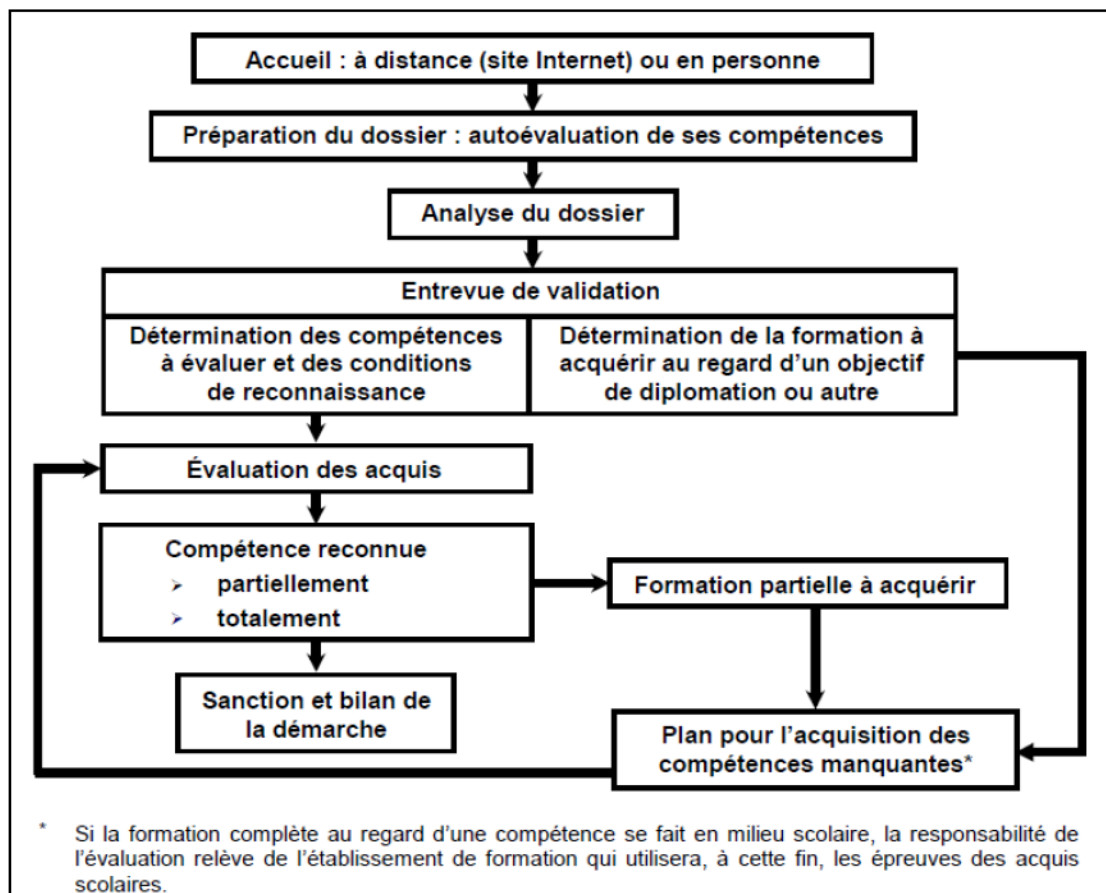 Accueil : à distance (site Internet) ou en personne
Préparation du dossier : autoévaluation de ses compétences
Analyse du dossier
Entrevue de validation
Détermination des compétences
à évaluer et des conditions
de reconnaissance
Détermination de la formation à
acquérir au regard d’un objectif
de diplomation ou autre
Évaluation des acquis
Compétence reconnue
➢ partiellement
➢ totalement
Formation partielle à acquérir
Sanction et bilan de
la démarche
Plan pour l’acquisition des
compétences manquantes*
* Si la formation complète au regard d’une compétence se fait en milieu scolaire, la responsabilité de
l’évaluation relève de l’établissement de formation qui utilisera, à cette fin, les épreuves des acquis
scolaires.